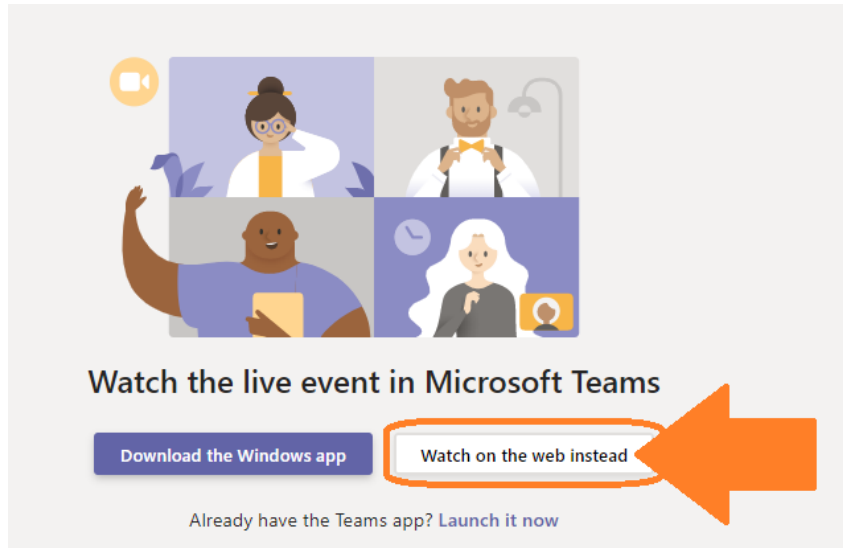 Watch the live event in Microsoft Teams
Download the Windows app
Watch on the web instead
Already have the Teams app? Launch it now